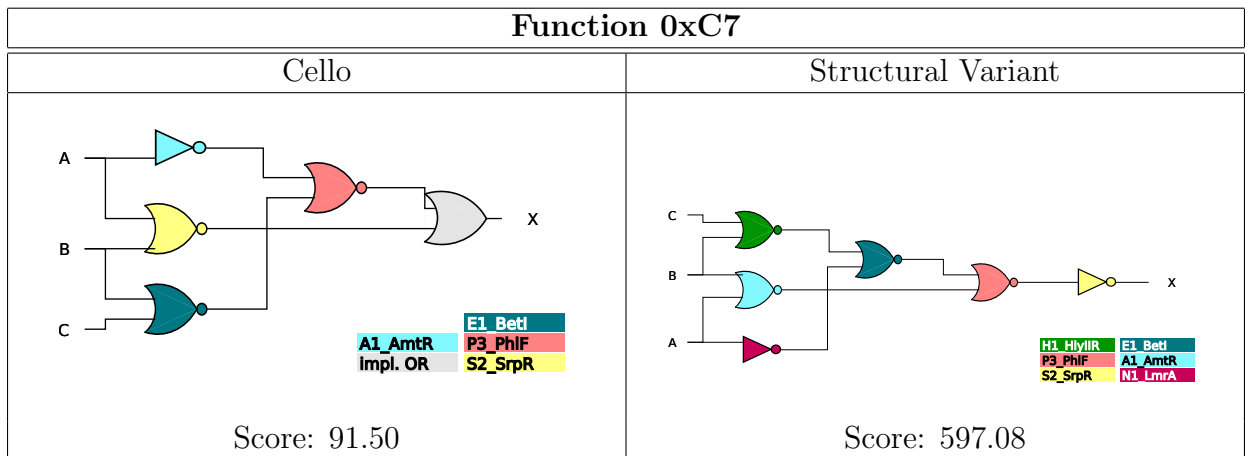 Function 0xC7
Cello
Structural Variant
A
B
C
X
E1_BetI
A1_AmtR P3_PhlF
impl. OR S2_SrpR
C
B
A
X
H1_HlyIIR E1_BetI
P3_PhlF A1_AmtR
S2_SrpR N1_LmrA
Score: 91.50
Score: 597.08